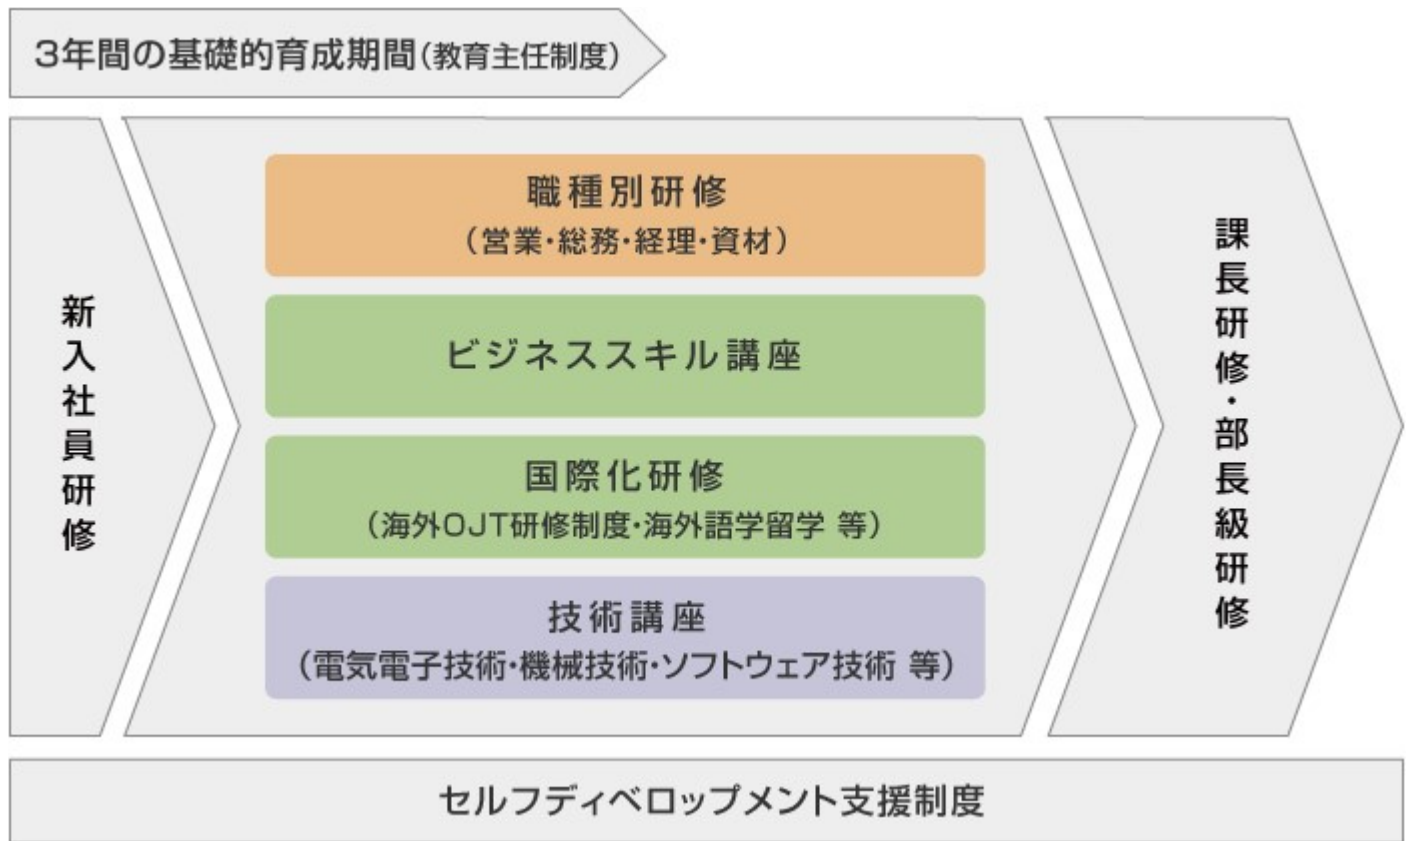 3年間の基礎的育成期間(教育主任制度)
新入社員研修
職種別研修
(営業・総務・経理・資材)
ビジネススキル講座
国際化研修
(海外OJT研修制度・海外語学留学 等)
技術講座
(電気電子技術・機械技術・ソフトウェア技術 等)
課長研修・部長級研修
セルフディベロップメント支援制度